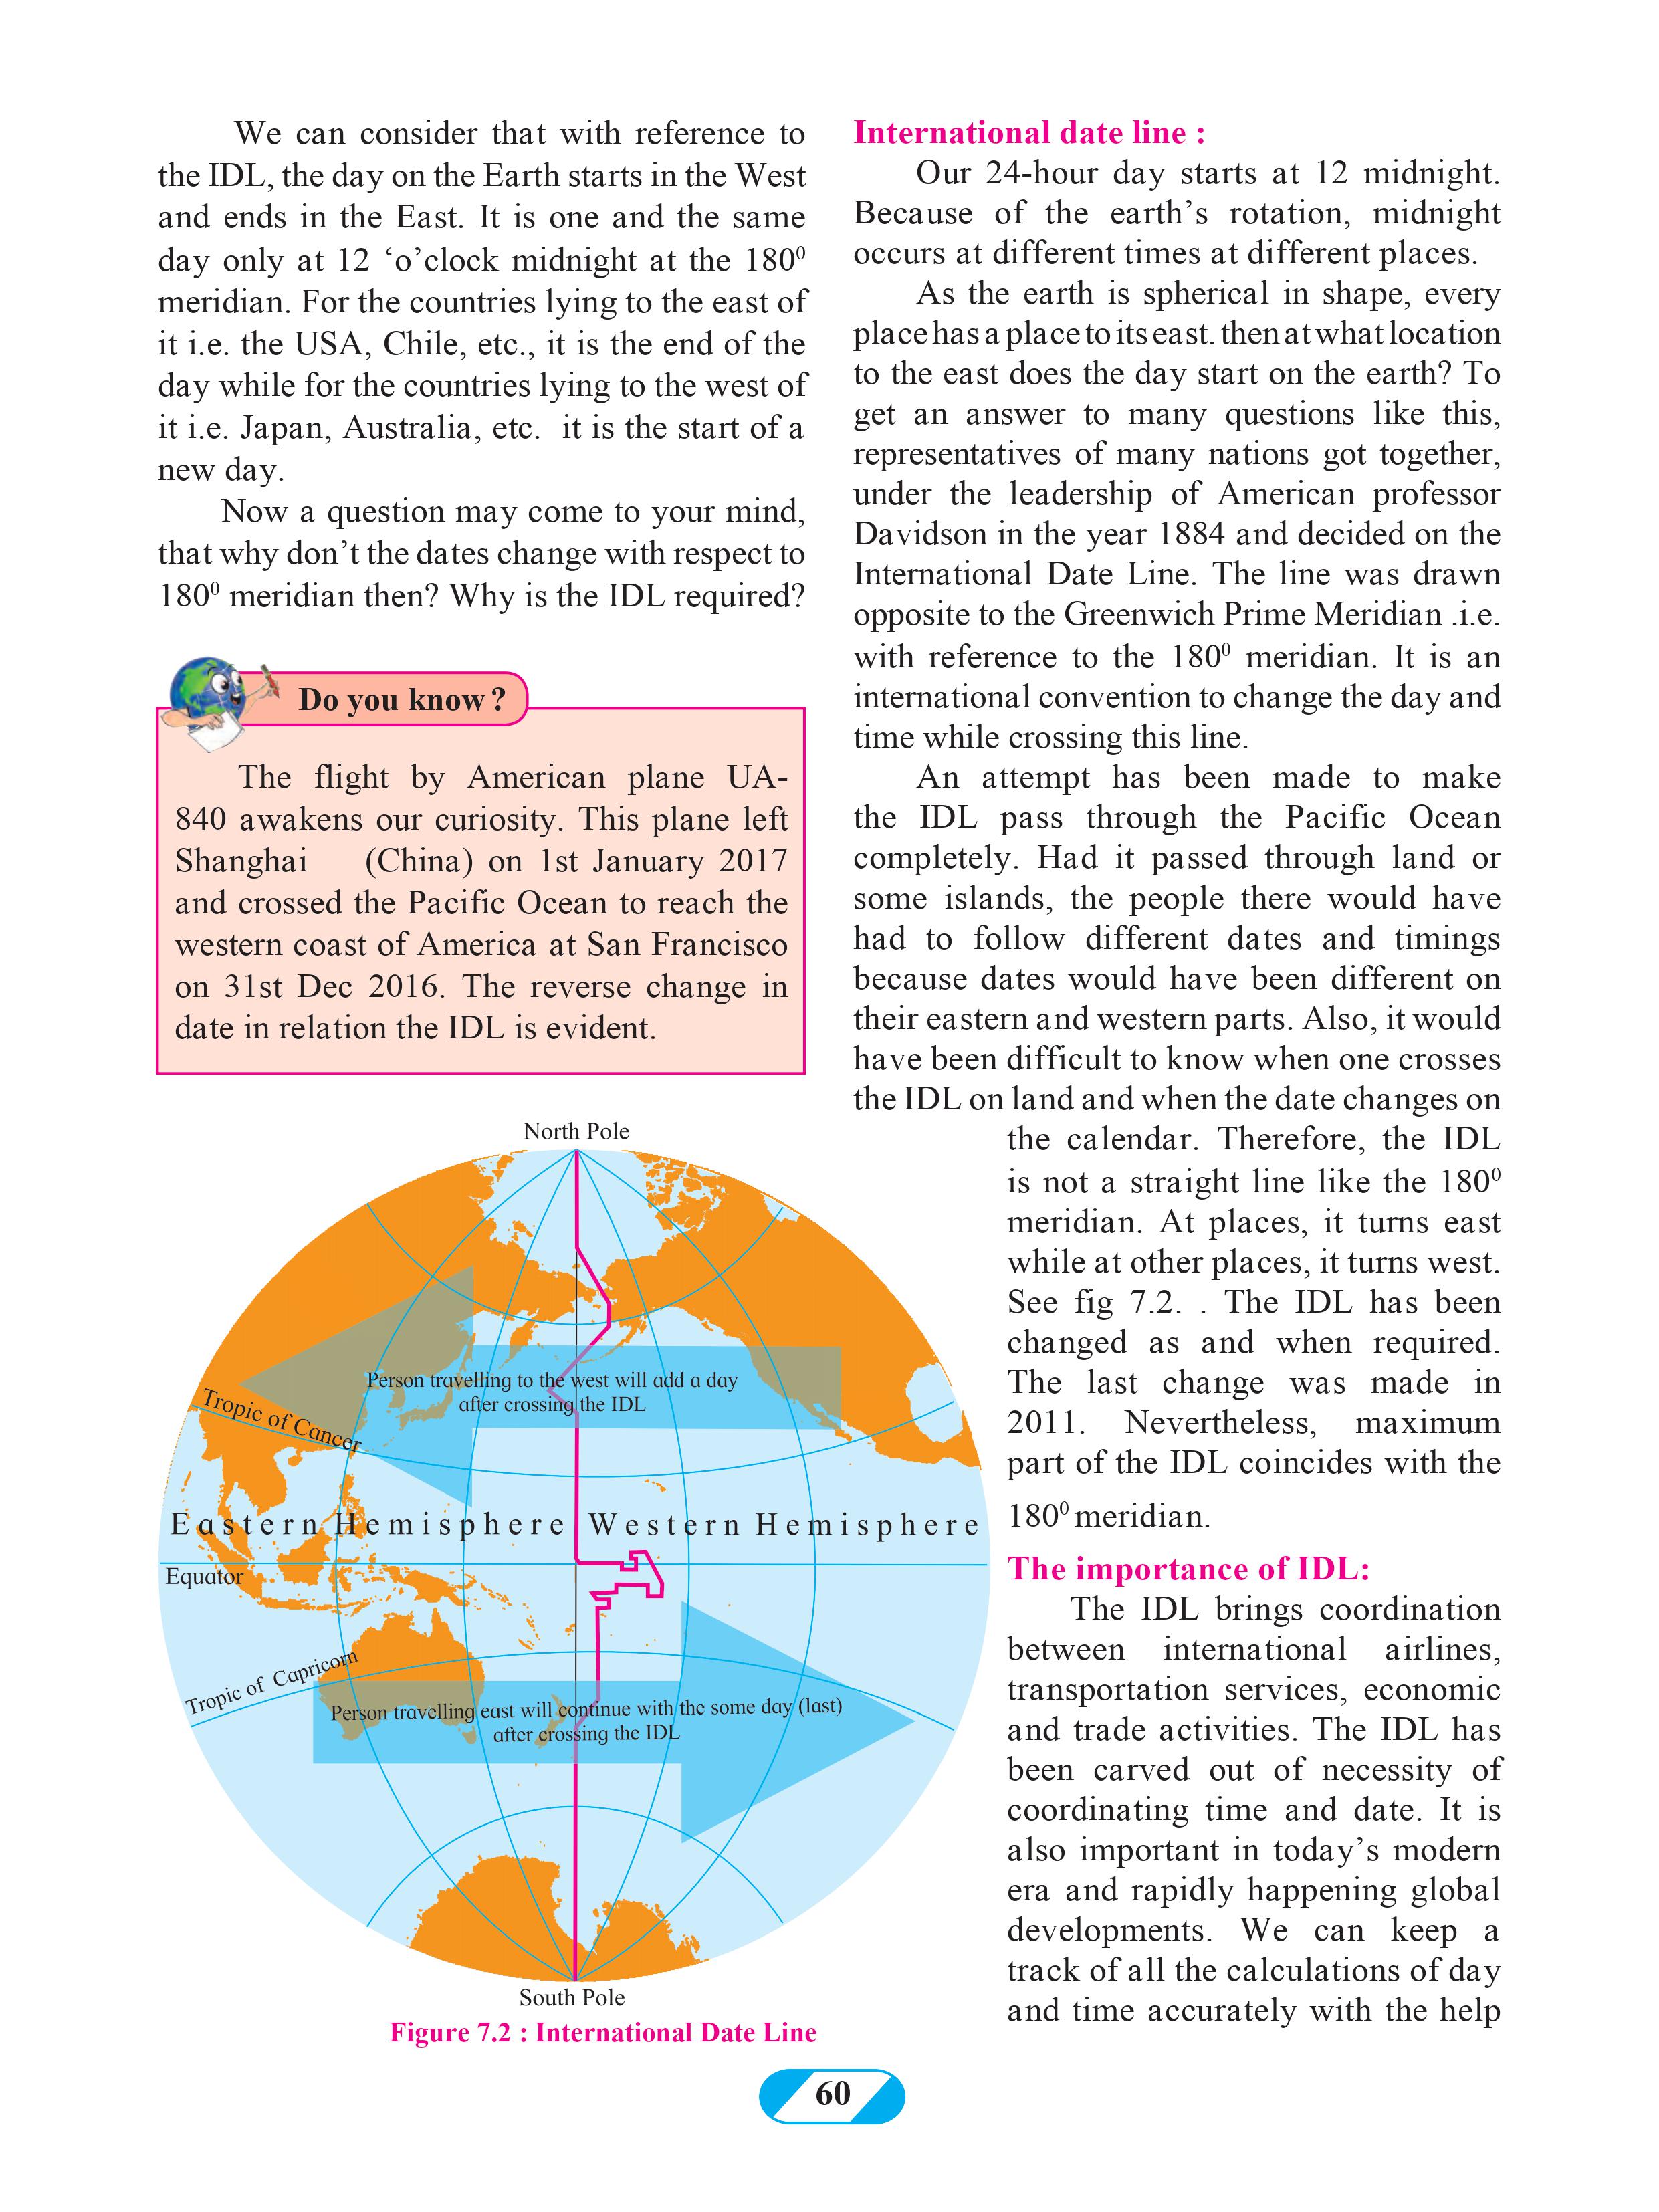 We can consider that with reference to
the IDL, the day on the Earth starts in the West
and ends in the East. It is one and the same
day only at 12 ‘o’clock midnight at the 180⁰
meridian. For the countries lying to the east of
it i.e. the USA, Chile, etc., it is the end of the
day while for the countries lying to the west of
it i.e. Japan, Australia, etc. it is the start of a
new day.
Now a question may come to your mind,
that why don’t the dates change with respect to
180⁰ meridian then? Why is the IDL required?
Do you know ?
The flight by American plane UA-
840 awakens our curiosity. This plane left
Shanghai (China) on 1st January 2017
and crossed the Pacific Ocean to reach the
western coast of America at San Francisco
on 31st Dec 2016. The reverse change in
date in relation the IDL is evident.
International date line :
Our 24-hour day starts at 12 midnight.
Because of the earth’s rotation, midnight
occurs at different times at different places.
As the earth is spherical in shape, every
place has a place to its east. then at what location
to the east does the day start on the earth? To
get an answer to many questions like this,
representatives of many nations got together,
under the leadership of American professor
Davidson in the year 1884 and decided on the
International Date Line. The line was drawn
opposite to the Greenwich Prime Meridian .i.e.
with reference to the 180⁰ meridian. It is an
international convention to change the day and
time while crossing this line.
An attempt has been made to make
the IDL pass through the Pacific Ocean
completely. Had it passed through land or
some islands, the people there would have
had to follow different dates and timings
because dates would have been different on
their eastern and western parts. Also, it would
have been difficult to know when one crosses
the IDL on land and when the date changes on
the calendar. Therefore, the IDL
is not a straight line like the 180⁰
meridian. At places, it turns east
while at other places, it turns west.
See fig 7.2. . The IDL has been
changed as and when required.
The last change was made in
2011. Nevertheless, maximum
part of the IDL coincides with the
180⁰ meridian.
The importance of IDL:
The IDL brings coordination
between international airlines,
transportation services, economic
and trade activities. The IDL has
been carved out of necessity of
coordinating time and date. It is
also important in today’s modern
era and rapidly happening global
developments. We can keep a
track of all the calculations of day
and time accurately with the help
North Pole
Person travelling to the west will add a day
after crossing the IDL
Tropic of Cancer
Eastern Hemisphere
Western Hemisphere
Equator
Tropic of Capricorn
Person travelling east will continue with the some day (last)
after crossing the IDL
South Pole
Figure 7.2 : International Date Line
60